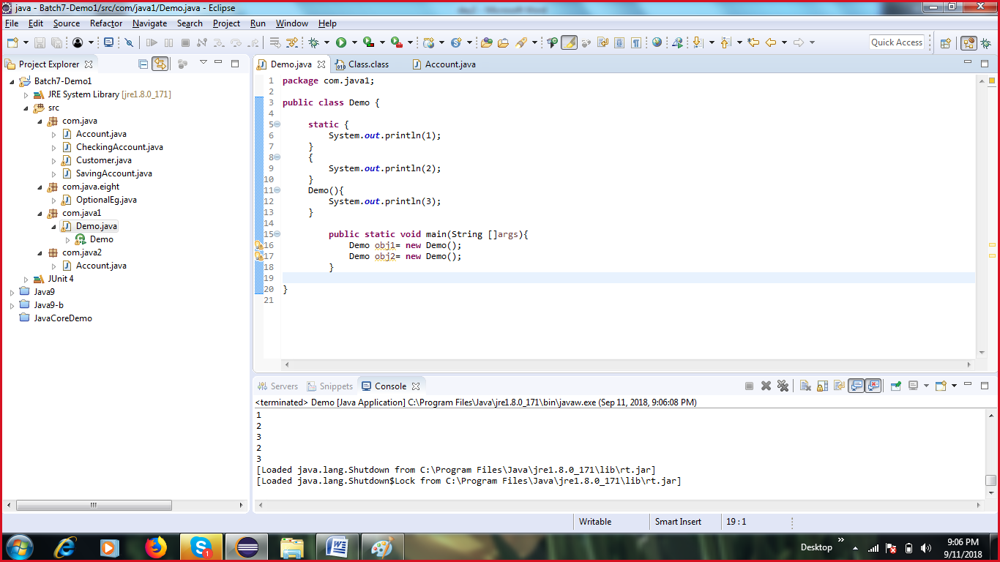 java - Batch7-Demo1/src/com/java1/Demo.java - Eclipse
File Edit Source Refactor Navigate Search Project Run Window Help
Quick Access
Project Explorer
Batch7-Demo1
JRE System Library [jre1.8.0_171]
src
com.java
Account.java
CheckingAccount.java
Customer.java
SavingAccount.java
com.java.eight
OptionalEg.java
com.java1
Demo.java
Demo
com.java2
Account.java
JUnit 4
Java9
Java9-b
JavaCoreDemo
Demo.java Class.class Account.java
1 package com.java1;
2
3 public class Demo {
4
5 static {
6 System.out.println(1);
7 }
8 {
9 System.out.println(2);
10 }
11 Demo(){
12 System.out.println(3);
13 }
14
15 public static void main(String []args){
16 Demo obj1= new Demo();
17 Demo obj2= new Demo();
18 }
19
20 }
21
Servers Snippets Console
<terminated> Demo [Java Application] C:\Program Files\Java\jre1.8.0_171\bin\javaw.exe (Sep 11, 2018, 9:06:08 PM)
1
2
3
2
3
[Loaded java.lang.Shutdown from C:\Program Files\Java\jre1.8.0_171\lib\rt.jar]
[Loaded java.lang.Shutdown$Lock from C:\Program Files\Java\jre1.8.0_171\lib\rt.jar]
Writable Smart Insert 19 : 1
1
Desktop
9:06 PM
9/11/2018